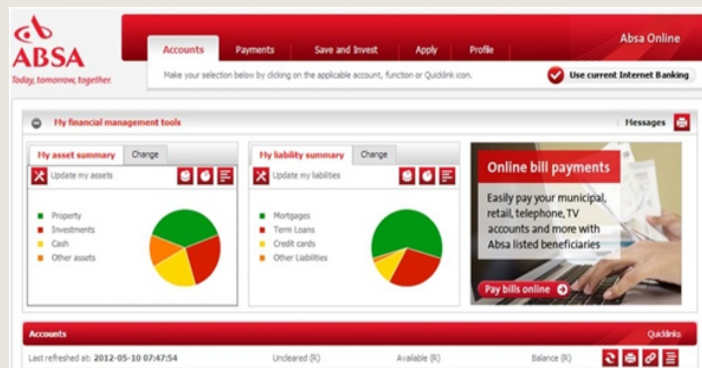 ABSA
Today, tomorrow, together.
Absa Online
Accounts Payments Save and Invest Apply Profile
Make your selection below by clicking on the applicable account, function or Quicklink icon.
Use current Internet Banking
My financial management tools
Messages
My asset summary Change
Update my assets
Property
Investments
Cash
Other assets
My liability summary Change
Update my liabilities
Mortgages
Term Loans
Credit cards
Other Liabilities
Online bill payments
Easily pay your municipal,
retail, telephone, TV
accounts and more with
Absa listed beneficiaries
Pay bills online
Accounts Quicklinks
Last refreshed at: 2012-05-10 07:47:54 Uncleared (R) Available (R) Balance (R)